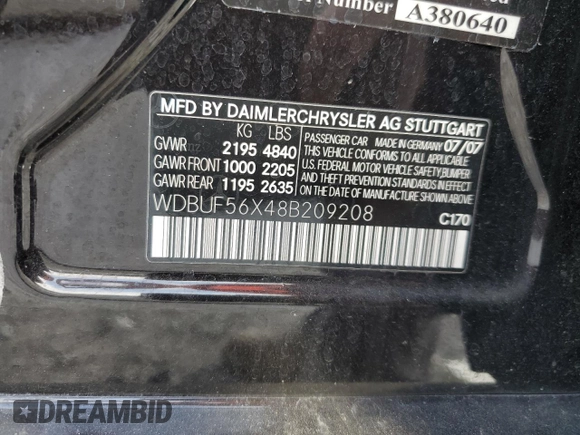 Number A380640
MFD BY DAIMLERCHRYSLER AG STUTTGART
KG LBS
GVWR 2195 4840
GAWR FRONT 1000 2205
GAWR REAR 1195 2635
PASSENGER CAR MADE IN GERMANY 07/07
THIS VEHICLE CONFORMS TO ALL APPLICABLE
U.S. FEDERAL MOTOR VEHICLE SAFETY, BUMPER
AND THEFT PREVENTION STANDARDS IN EFFECT
ON THE DATE OF MANUFACTURE SHOWN ABOVE.
WDBUF56X48B209208
C170
DREAMBID